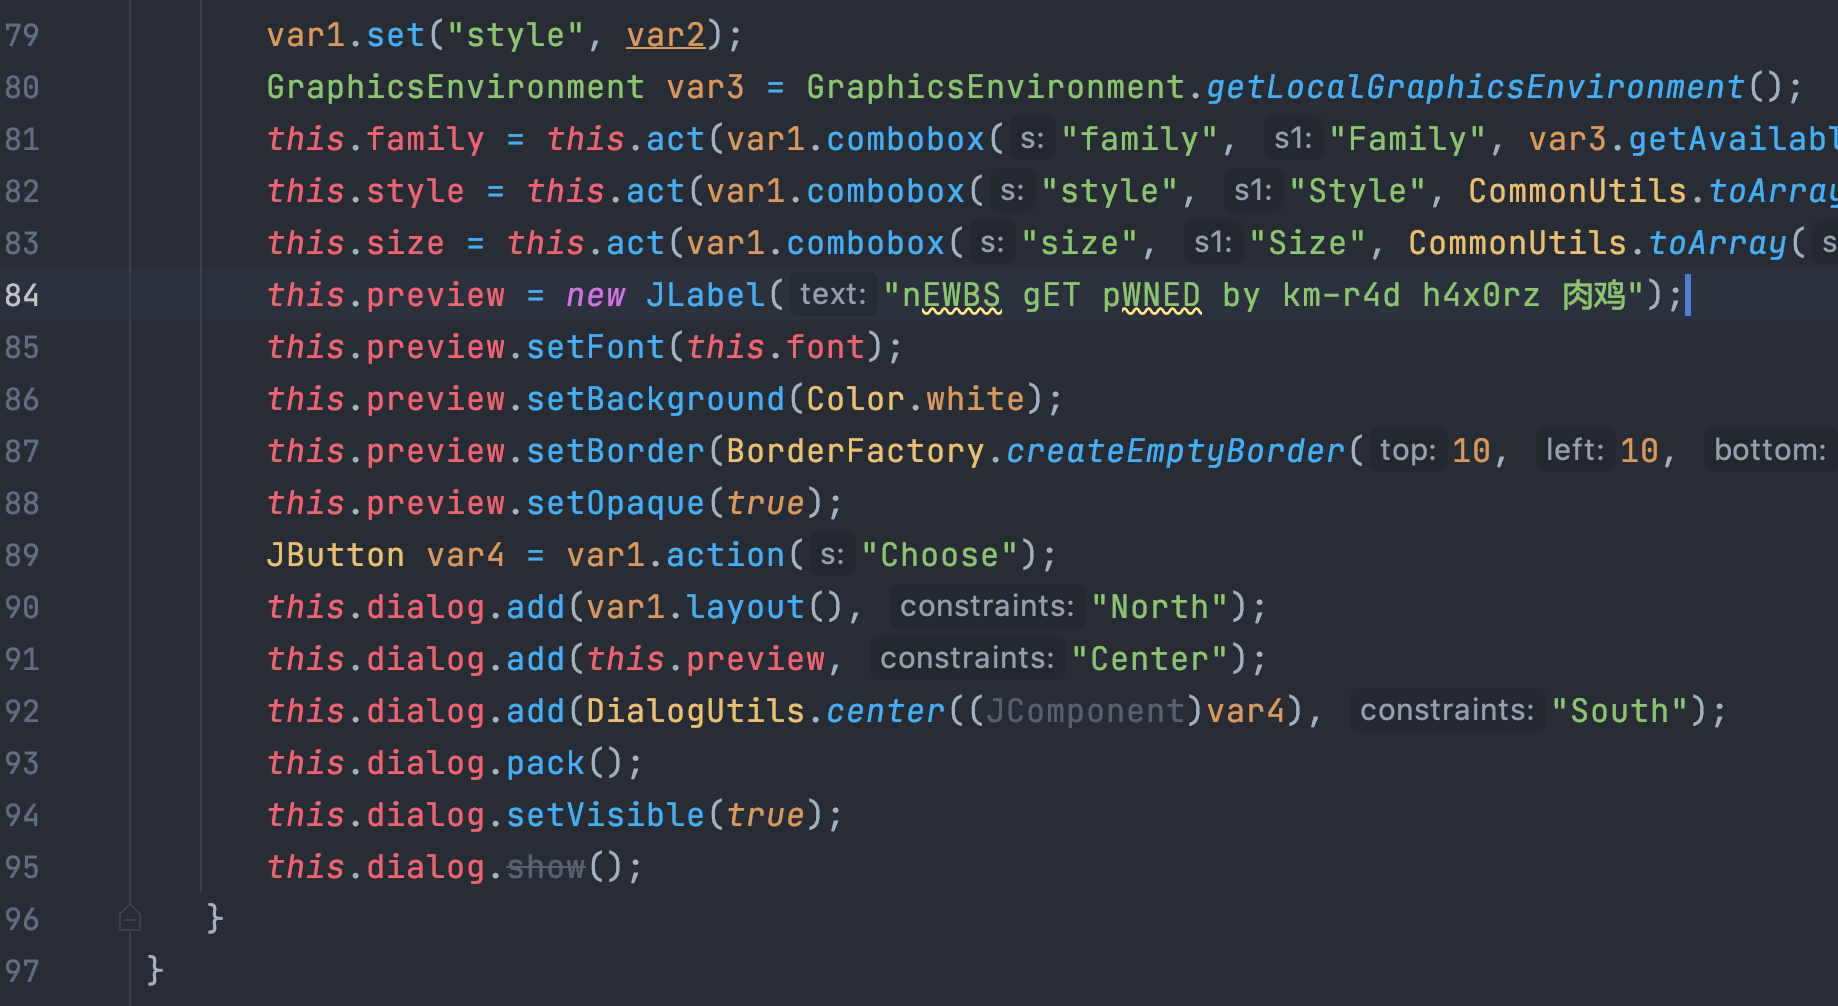 79 var1.set("style", var2);
80 GraphicsEnvironment var3 = GraphicsEnvironment.getLocalGraphicsEnvironment();
81 this.family = this.act(var1.combobox( s: "family", s1: "Family", var3.getAvailabl
82 this.style = this.act(var1.combobox( s: "style", s1: "Style", CommonUtils.toArray
83 this.size = this.act(var1.combobox( s: "size", s1: "Size", CommonUtils.toArray( s
84 this.preview = new JLabel( text: "nEWBS gET pWNED by km-r4d h4x0rz 肉鸡");
85 this.preview.setFont(this.font);
86 this.preview.setBackground(Color.white);
87 this.preview.setBorder(BorderFactory.createEmptyBorder( top: 10, left: 10, bottom:
88 this.preview.setOpaque(true);
89 JButton var4 = var1.action( s: "Choose");
90 this.dialog.add(var1.layout(), constraints: "North");
91 this.dialog.add(this.preview, constraints: "Center");
92 this.dialog.add(DialogUtils.center((JComponent)var4), constraints: "South");
93 this.dialog.pack();
94 this.dialog.setVisible(true);
95 this.dialog.show();
96 }
97 }